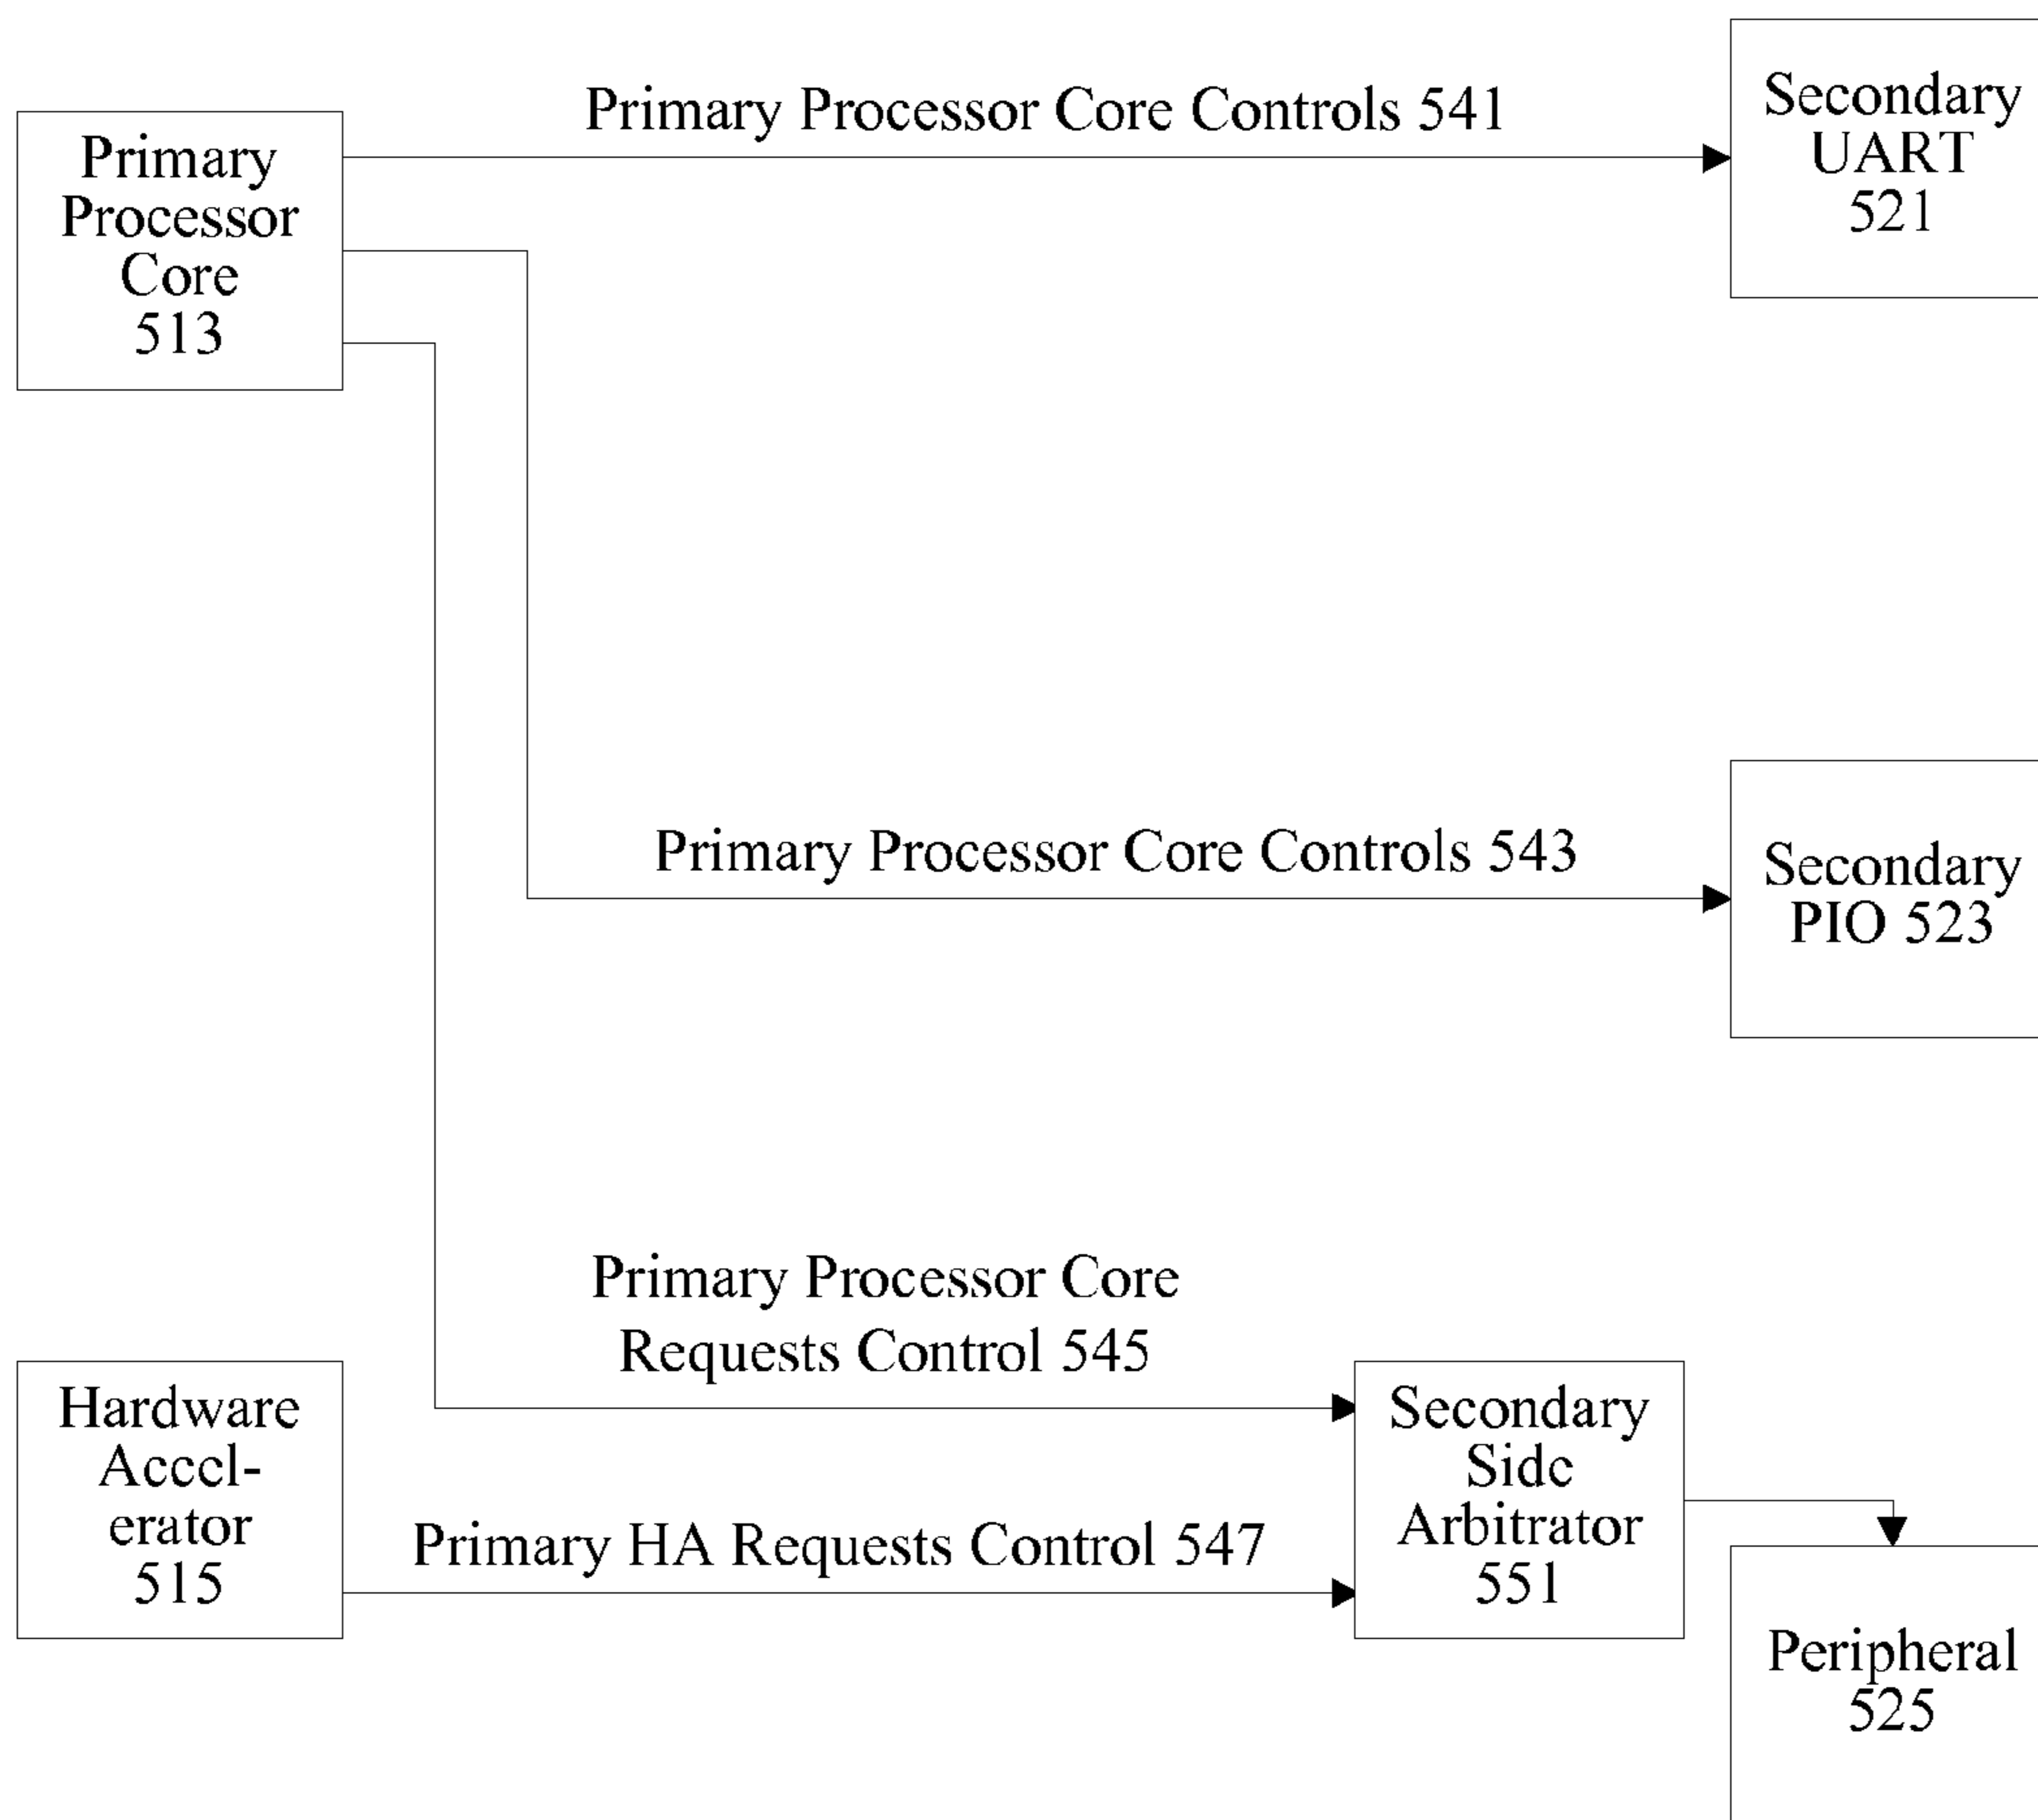 Primary Processor Core Controls 541
Secondary
UART
521
Primary
Processor
Core
513
Primary Processor Core Controls 543
Secondary
PIO 523
Primary Processor Core
Requests Control 545
Hardware
Accel-
erator
515
Primary HA Requests Control 547
Secondary
Side
Arbitrator
551
Peripheral
525